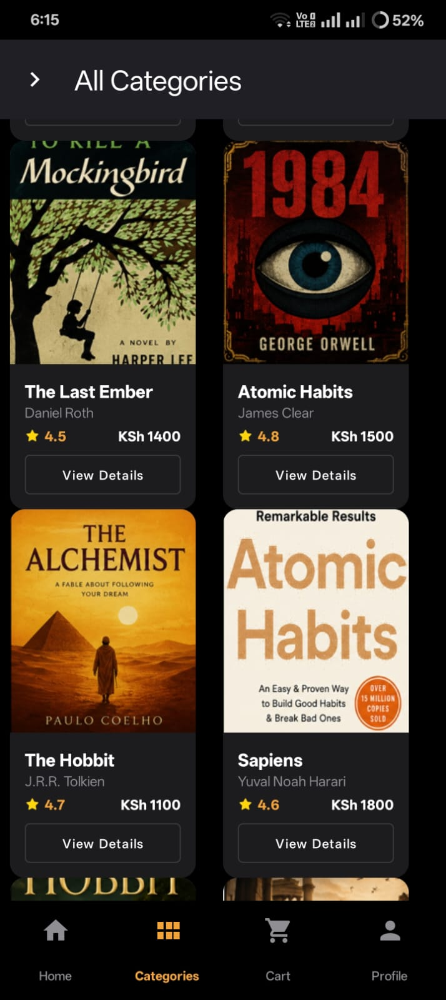 6:15
Vo
LTE2
52%
All Categories
TO KILL A
Mockingbird
A NOVEL BY
HARPER LEE
The Last Ember
Daniel Roth
4.5
KSh 1400
View Details
1984
GEORGE ORWELL
Atomic Habits
James Clear
4.8
KSh 1500
View Details
THE
ALCHEMIST
A FABLE ABOUT FOLLOWING
YOUR DREAM
PAULO COELHO
The Hobbit
J.R.R. Tolkien
4.7
KSh 1100
View Details
Remarkable Results
Atomic
Habits
An Easy & Proven Way
to Build Good Habits
& Break Bad Ones
OVER
15 MILLION
COPIES
SOLD
Sapiens
Yuval Noah Harari
4.6
KSh 1800
View Details
HOBBIT
Home
Categories
Cart
Profile